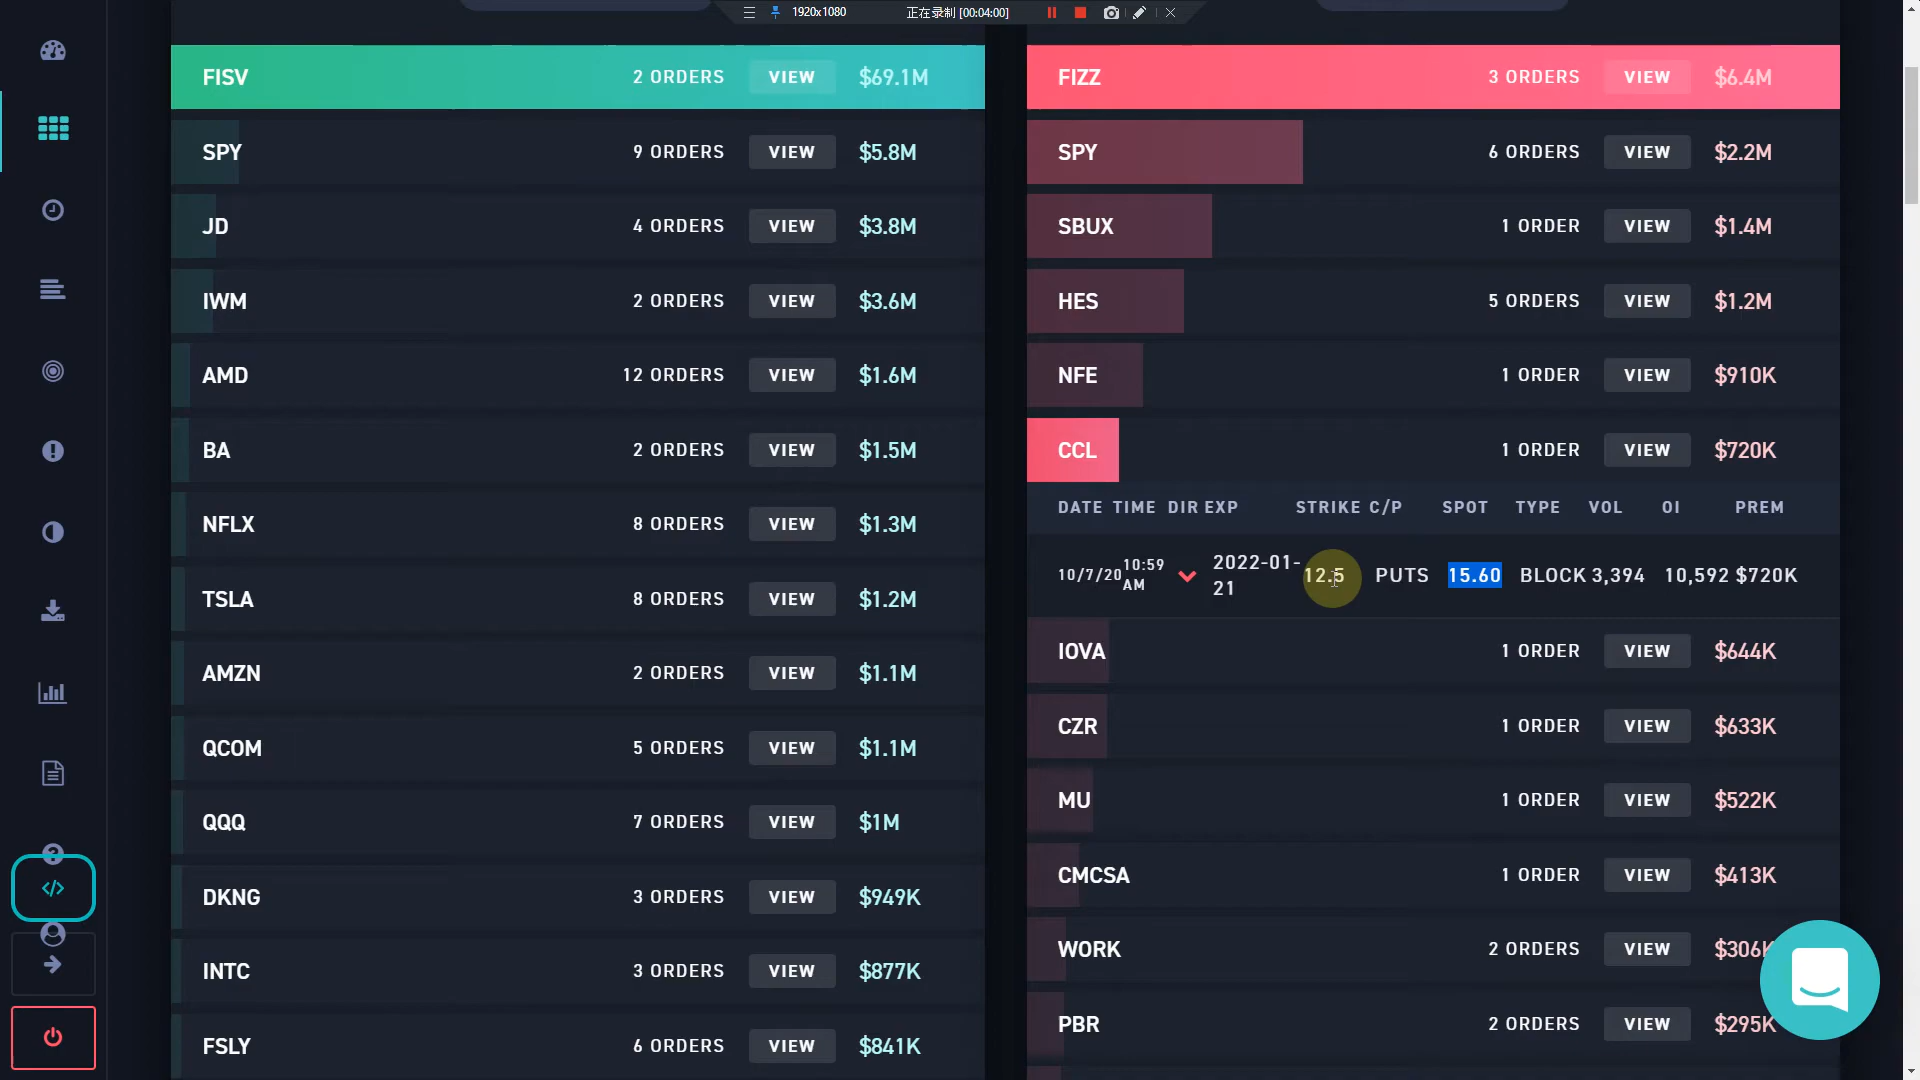 1920x1080 正在录制 [00:04:00]
FISV 2 ORDERS VIEW $69.1M
SPY 9 ORDERS VIEW $5.8M
JD 4 ORDERS VIEW $3.8M
IWM 2 ORDERS VIEW $3.6M
AMD 12 ORDERS VIEW $1.6M
BA 2 ORDERS VIEW $1.5M
NFLX 8 ORDERS VIEW $1.3M
TSLA 8 ORDERS VIEW $1.2M
AMZN 2 ORDERS VIEW $1.1M
QCOM 5 ORDERS VIEW $1.1M
QQQ 7 ORDERS VIEW $1M
DKNG 3 ORDERS VIEW $949K
INTC 3 ORDERS VIEW $877K
FSLY 6 ORDERS VIEW $841K
FIZZ 3 ORDERS VIEW $6.4M
SPY 6 ORDERS VIEW $2.2M
SBUX 1 ORDER VIEW $1.4M
HES 5 ORDERS VIEW $1.2M
NFE 1 ORDER VIEW $910K
CCL 1 ORDER VIEW $720K
DATE TIME DIR EXP STRIKE C/P SPOT TYPE VOL OI PREM
10/7/20 10:59 AM 2022-01-21 12.5 PUTS 15.60 BLOCK 3,394 10,592 $720K
IOVA 1 ORDER VIEW $644K
CZR 1 ORDER VIEW $633K
MU 1 ORDER VIEW $522K
CMCSA 1 ORDER VIEW $413K
WORK 2 ORDERS VIEW $306K
PBR 2 ORDERS VIEW $295K